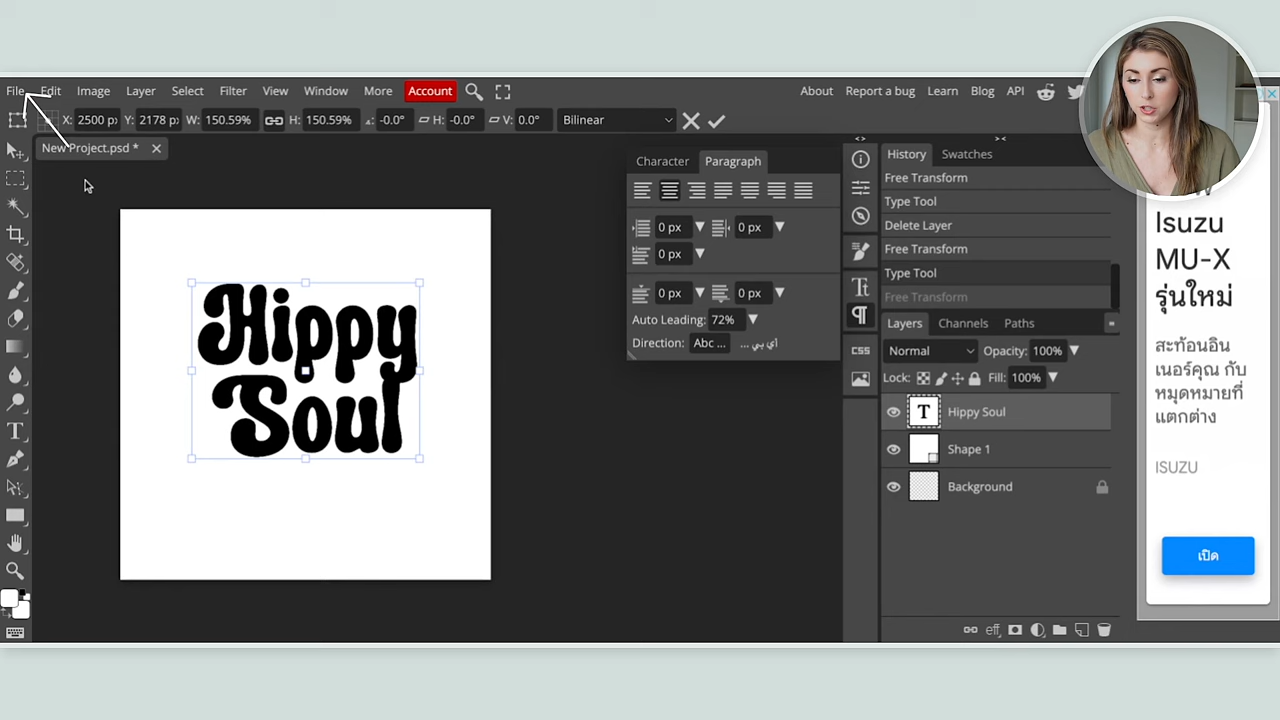 File Edit Image Layer Select Filter View Window More Account About Report a bug Learn Blog API
X: 2500 p Y: 2178 p W: 150.59% H: 150.59% -0.0° H: -0.0° V: 0.0° Bilinear
New Project.psd *
Character Paragraph
0 px 0 px
0 px
0 px 0 px
Auto Leading: 72%
Direction: Abc ... ... اي بي
History Swatches
Free Transform
Type Tool
Delete Layer
Free Transform
Type Tool
Free Transform
Layers Channels Paths
Normal Opacity: 100%
Lock: Fill: 100%
T Hippy Soul
Shape 1
Background
eff
CSS
Hippy
Soul
Isuzu
MU-X
รุ่นใหม่
สะท้อนอิน
เนอร์คุณ กับ
หมุดหมายที่
แตกต่าง
ISUZU
เปิด